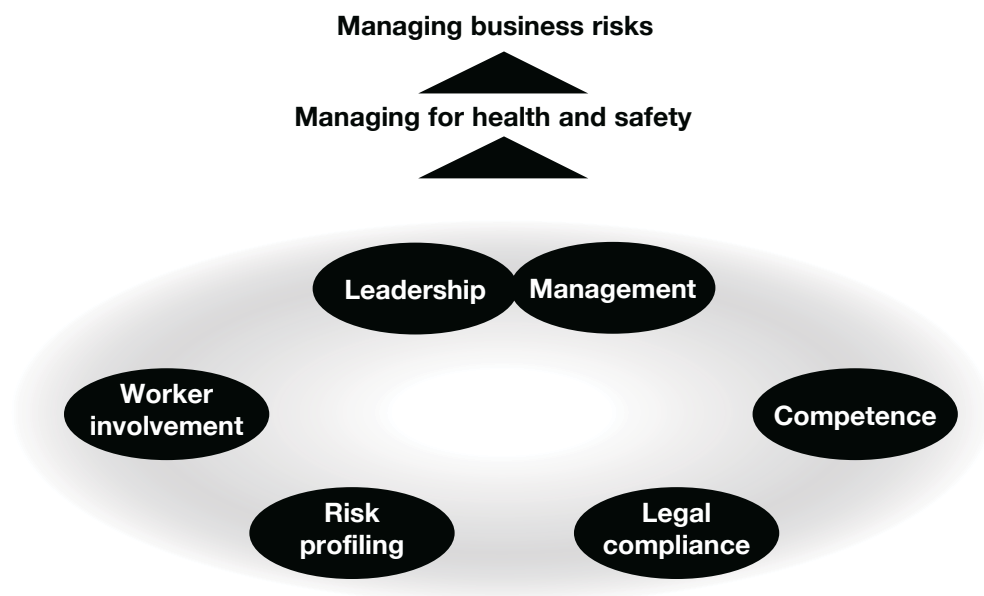 Managing business risks
Managing for health and safety
Leadership
Management
Worker
involvement
Competence
Risk
profiling
Legal
compliance